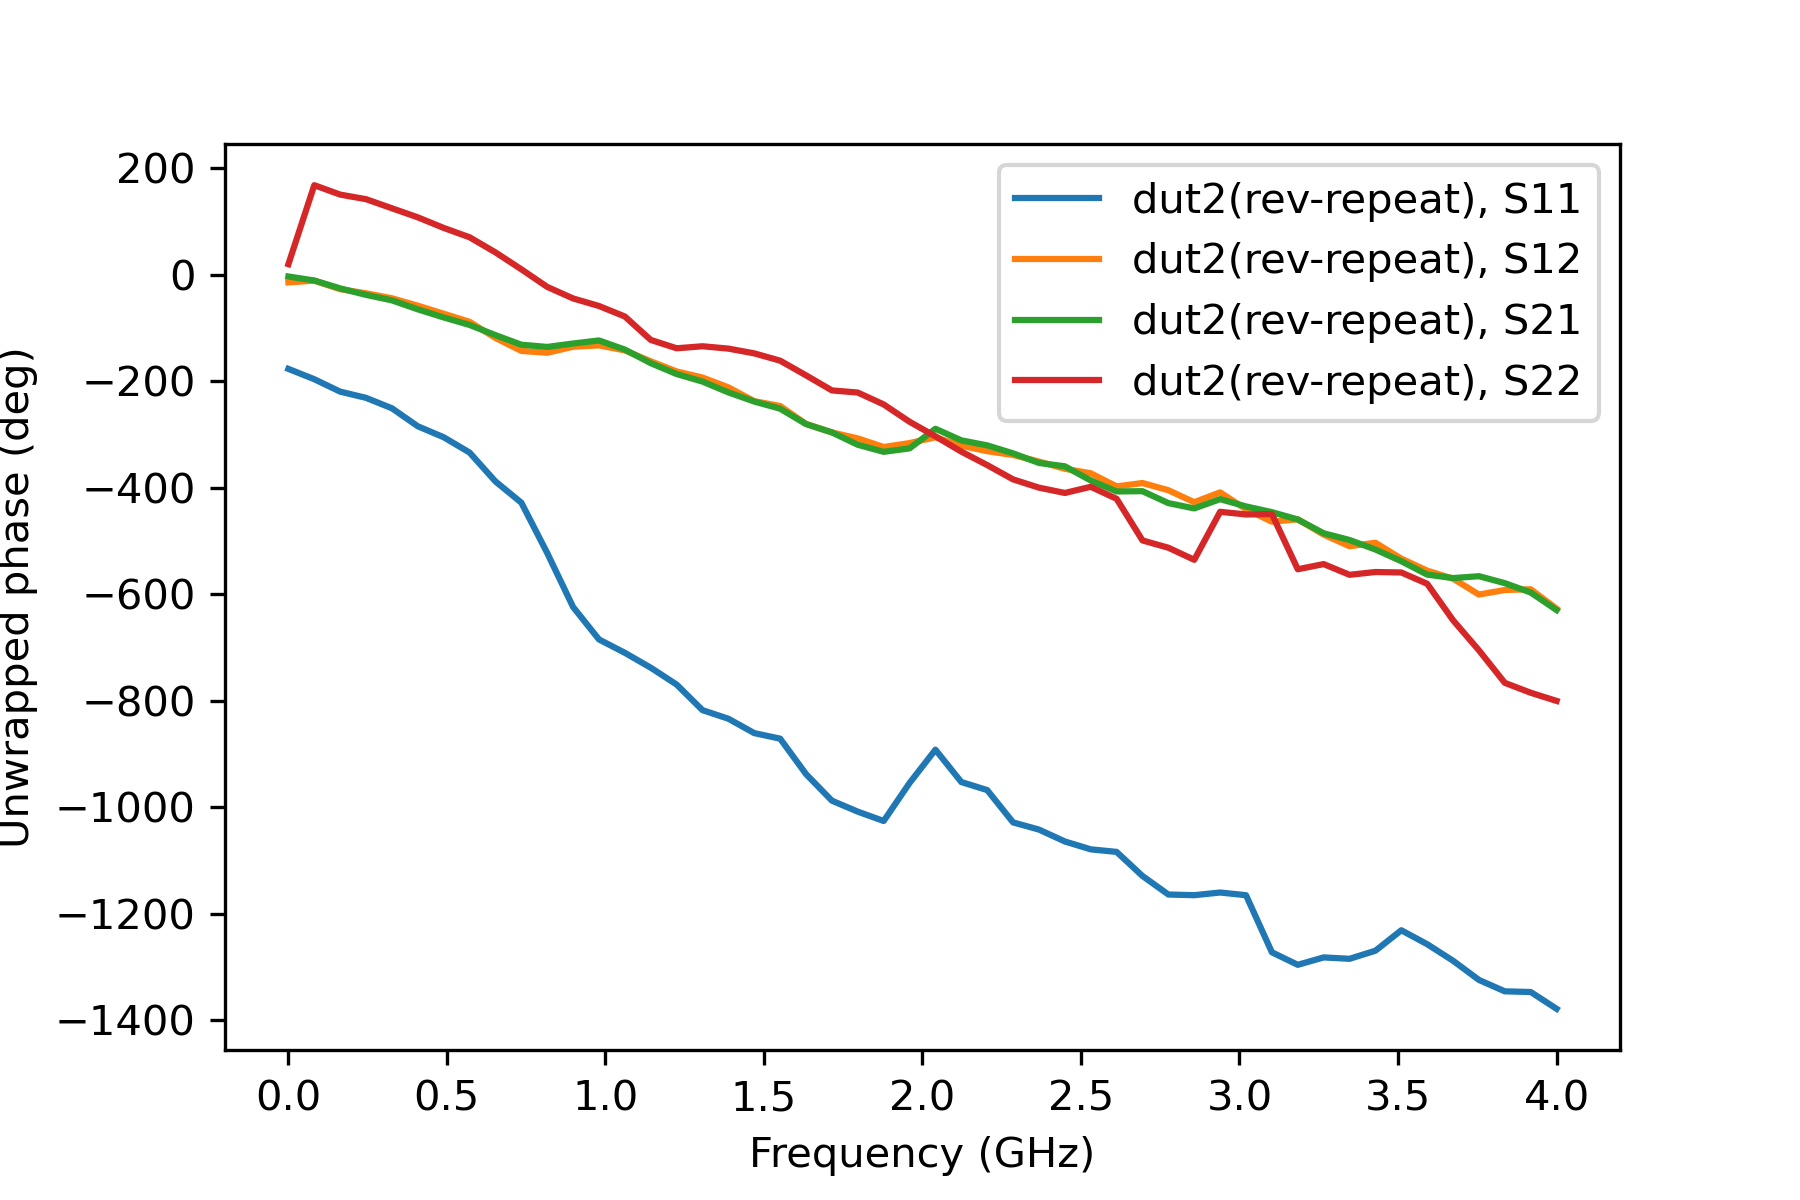 Unwrapped phase (deg)
200
0
−200
−400
−600
−800
−1000
−1200
−1400
dut2(rev-repeat), S11
dut2(rev-repeat), S12
dut2(rev-repeat), S21
dut2(rev-repeat), S22
0.0 0.5 1.0 1.5 2.0 2.5 3.0 3.5 4.0
Frequency (GHz)